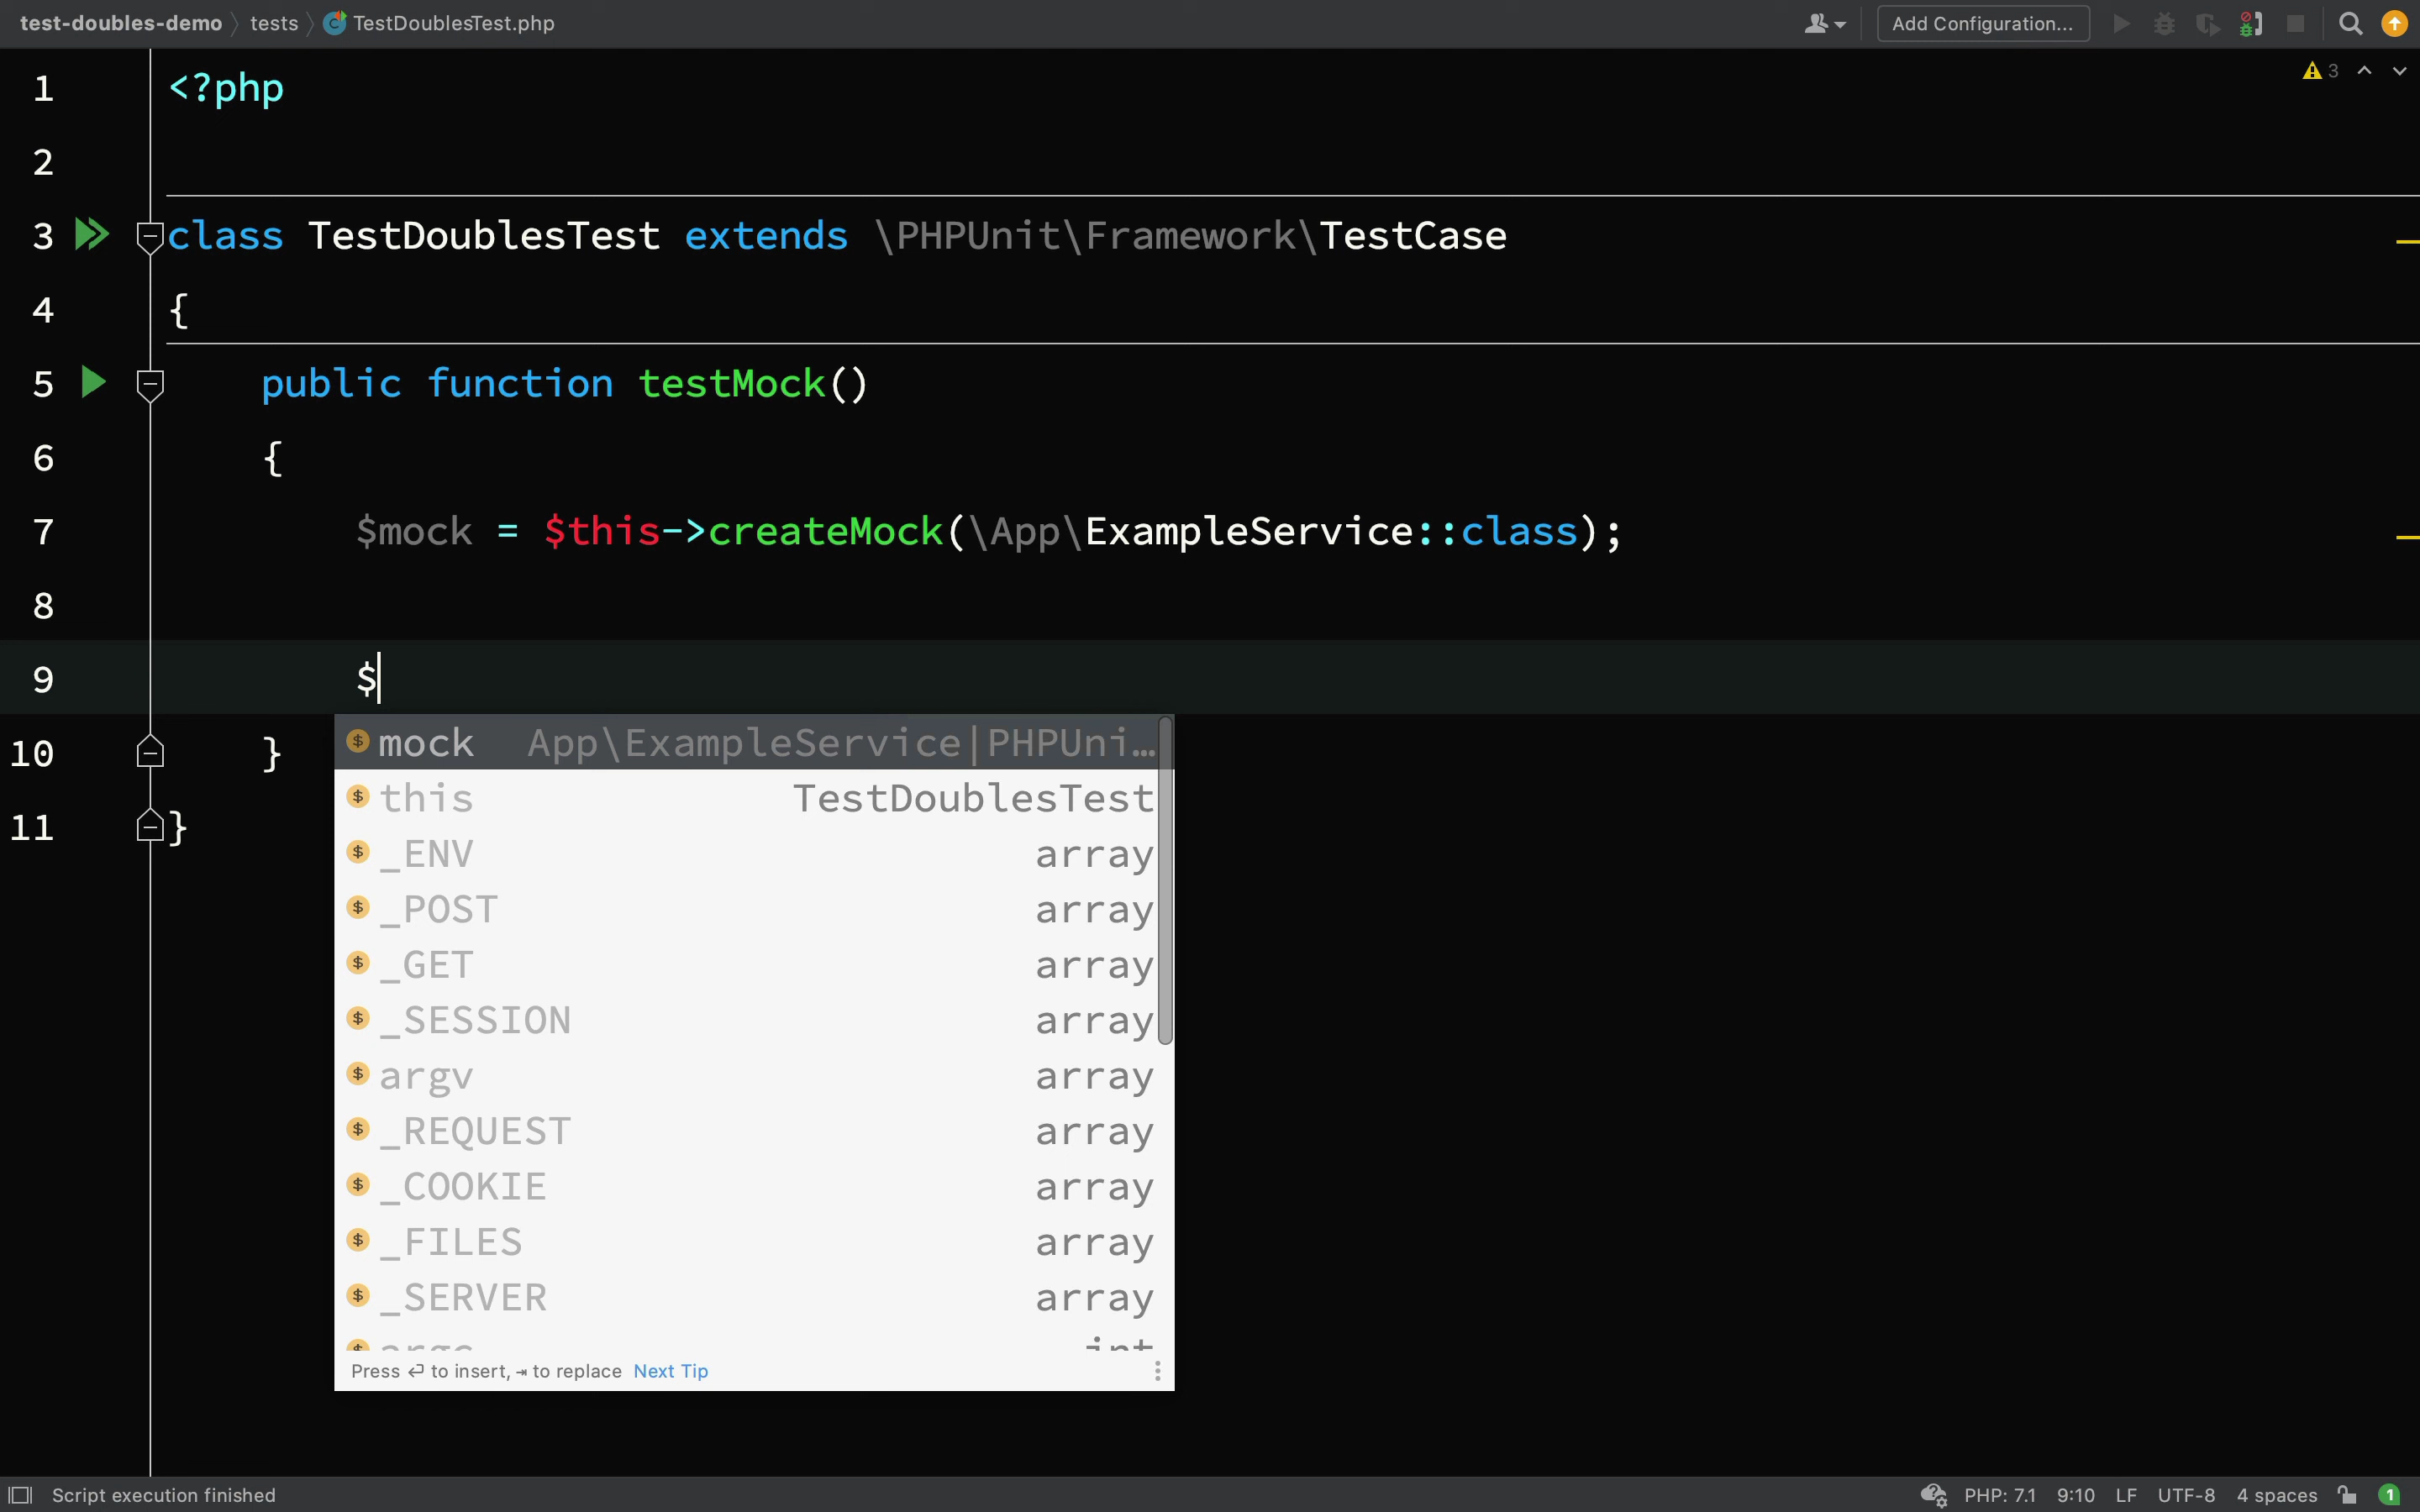 test-doubles-demo tests TestDoublesTest.php Add Configuration...
3
1 <?php
2
3 class TestDoublesTest extends \PHPUnit\Framework\TestCase
4 {
5 public function testMock()
6 {
7 $mock = $this->createMock(\App\ExampleService::class);
8
9 $
10 }
11 }
$ mock App\ExampleService|PHPUni…
$ this TestDoublesTest
$ _ENV array
$ _POST array
$ _GET array
$ _SESSION array
$ argv array
$ _REQUEST array
$ _COOKIE array
$ _FILES array
$ _SERVER array
$ argc int
Press ↵ to insert, ⇥ to replace Next Tip
Script execution finished PHP: 7.1 9:10 LF UTF-8 4 spaces 1